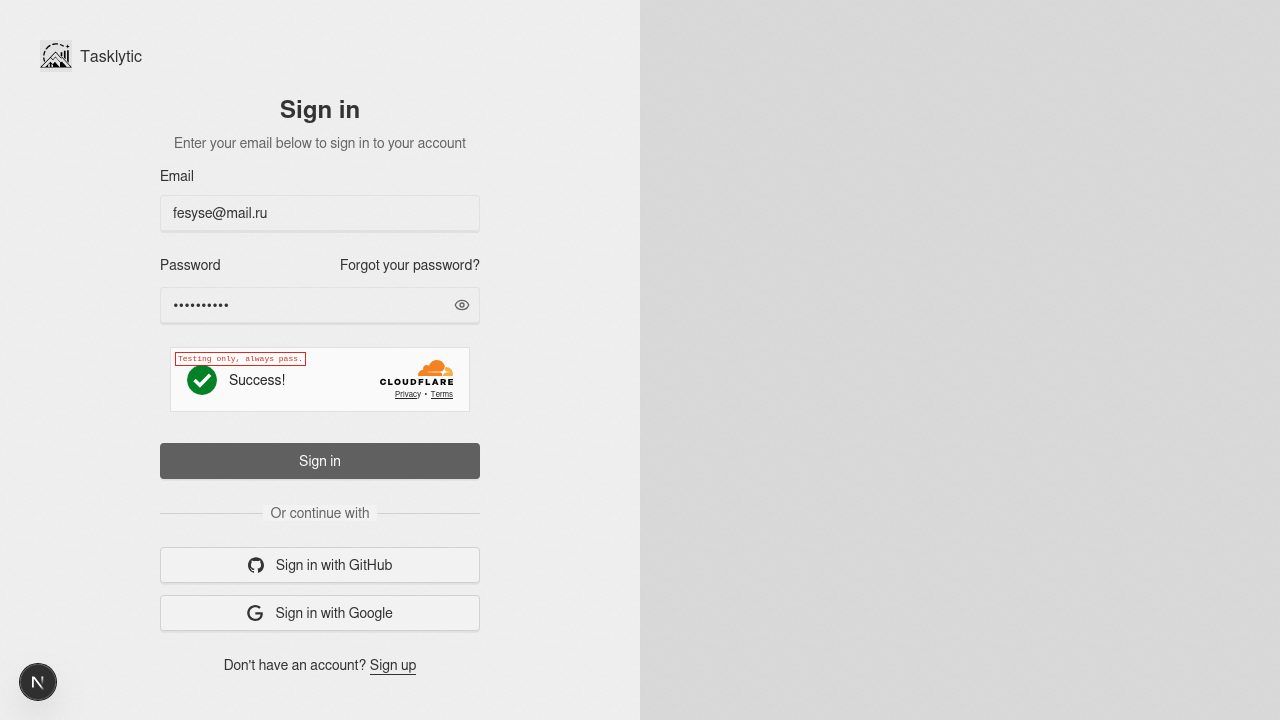 Tasklytic
Sign in
Enter your email below to sign in to your account
Email
fesyse@mail.ru
Password Forgot your password?
••••••••••
Testing only, always pass.
Success!
CLOUDFLARE
Privacy • Terms
Sign in
Or continue with
Sign in with GitHub
Sign in with Google
Don't have an account? Sign up
N